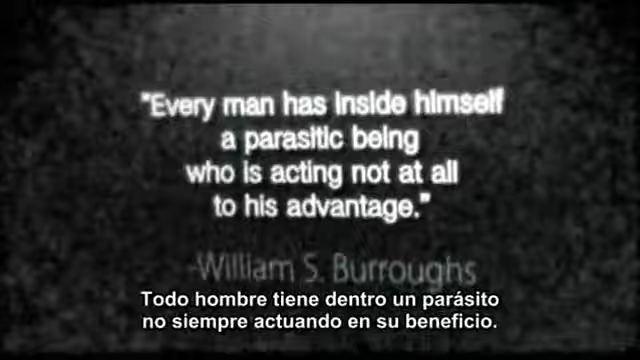 "Every man has inside himself
a parasitic being
who is acting not at all
to his advantage."
-William S. Burroughs
Todo hombre tiene dentro un parásito
no siempre actuando en su beneficio.